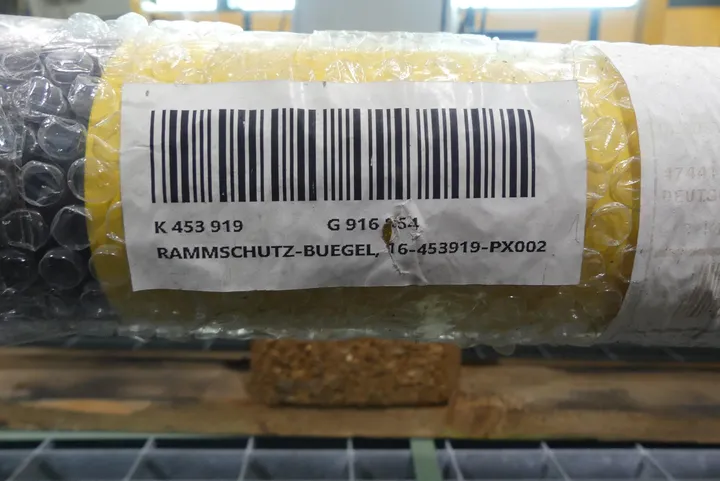 K 453 919 G 916
RAMMSCHUTZ-BUEGEL, 16-453919-PX002